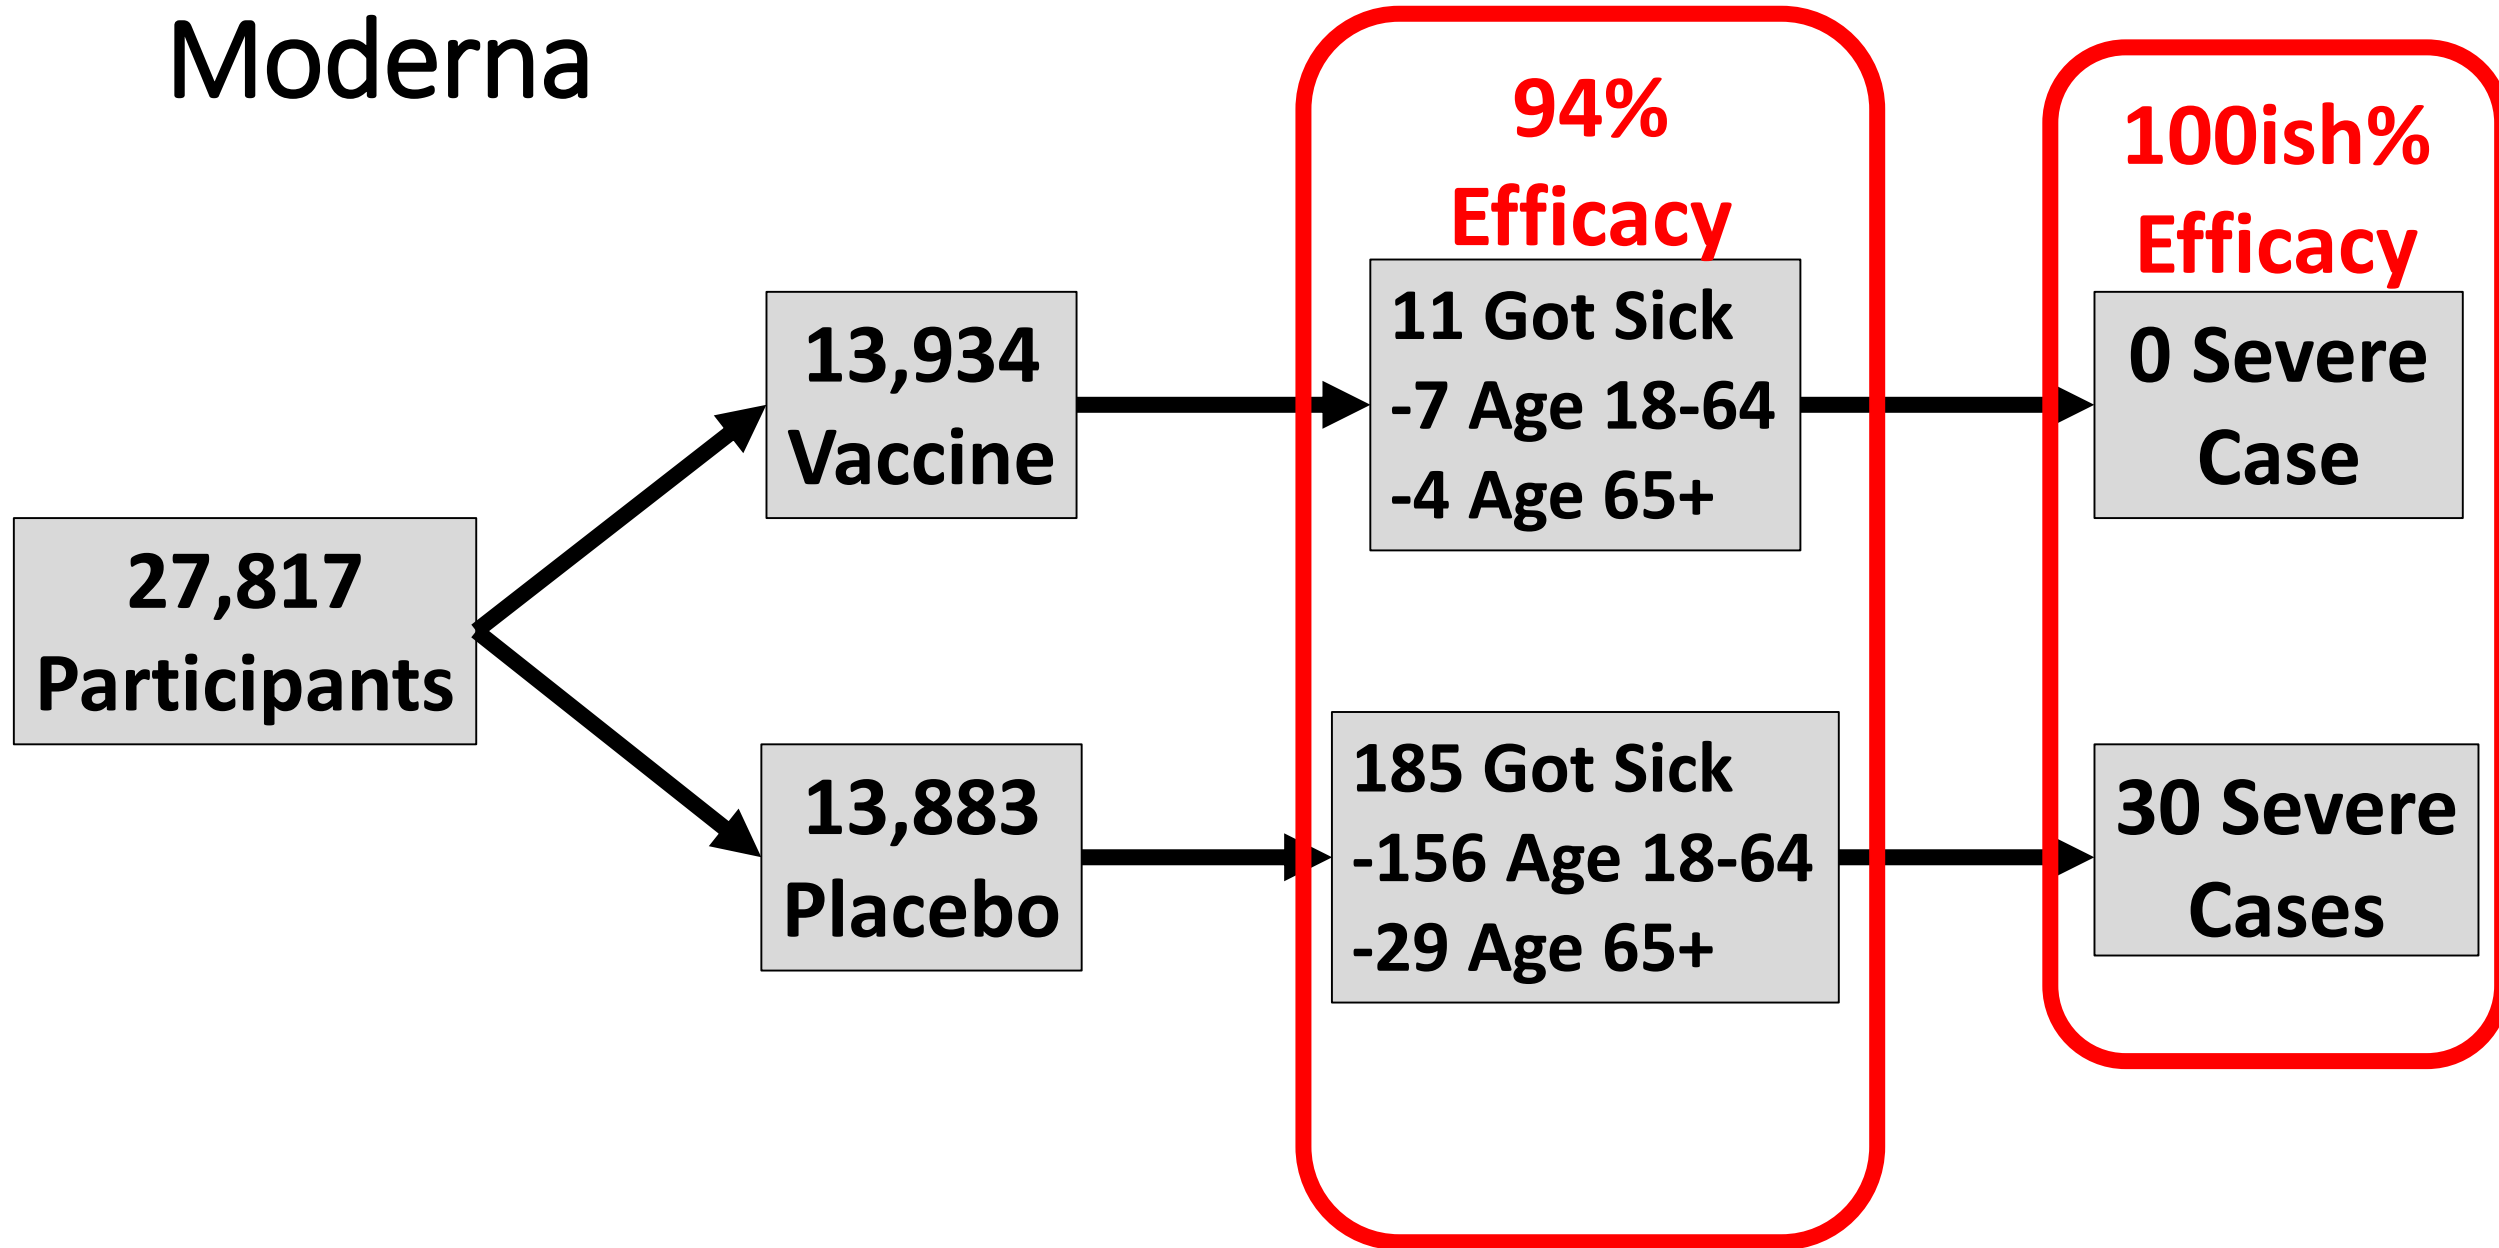 Moderna
94%
Efficacy
100ish%
Efficacy
27,817
Participants
13,934
Vaccine
11 Got Sick
-7 Age 18-64
-4 Age 65+
0 Severe
Case
13,883
Placebo
185 Got Sick
-156 Age 18-64
-29 Age 65+
30 Severe
Cases